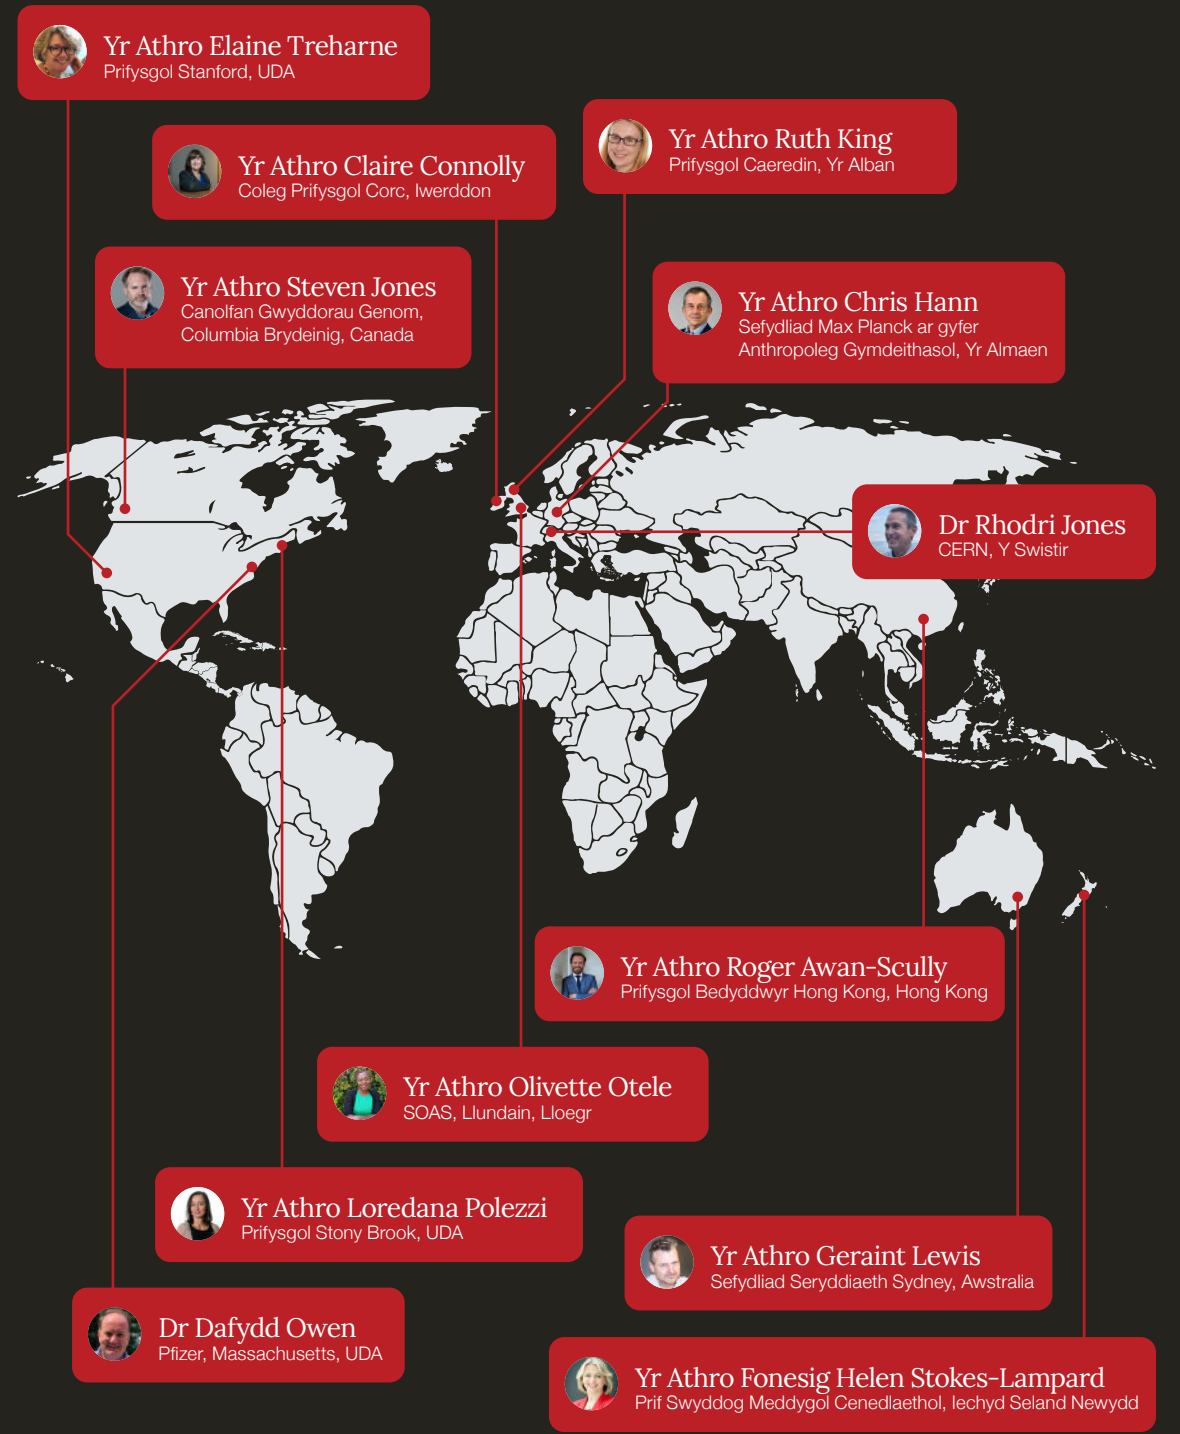 Yr Athro Elaine Treharne
Prifysgol Stanford, UDA
Yr Athro Ruth King
Prifysgol Caeredin, Yr Alban
Yr Athro Claire Connolly
Coleg Prifysgol Corc, Iwerddon
Yr Athro Steven Jones
Canolfan Gwyddorau Genom,
Columbia Brydeinig, Canada
Yr Athro Chris Hann
Sefydliad Max Planck ar gyfer
Anthropoleg Gymdeithasol, Yr Almaen
Dr Rhodri Jones
CERN, Y Swistir
Yr Athro Roger Awan-Scully
Prifysgol Bedyddwyr Hong Kong, Hong Kong
Yr Athro Olivette Otele
SOAS, Llundain, Lloegr
Yr Athro Loredana Polezzi
Prifysgol Stony Brook, UDA
Yr Athro Geraint Lewis
Sefydliad Seryddiaeth Sydney, Awstralia
Dr Dafydd Owen
Pfizer, Massachusetts, UDA
Yr Athro Fonesig Helen Stokes-Lampard
Prif Swyddog Meddygol Cenedlaethol, Iechyd Seland Newydd